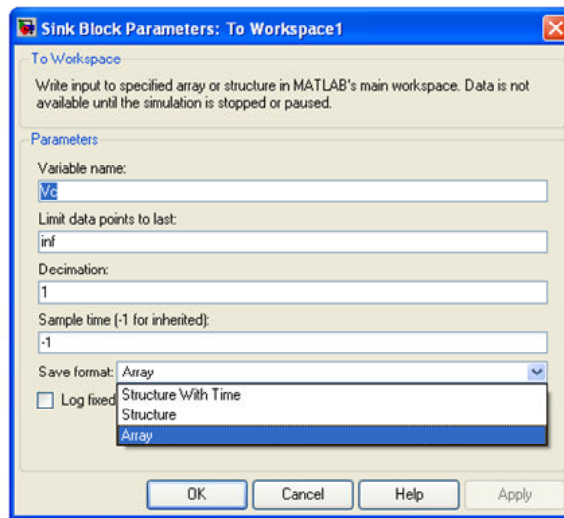 Sink Block Parameters: To Workspace1
To Workspace
Write input to specified array or structure in MATLAB's main workspace. Data is not
available until the simulation is stopped or paused.
Parameters
Variable name:
Vc
Limit data points to last:
inf
Decimation:
1
Sample time (-1 for inherited):
-1
Save format: Array
Log fixed
Structure With Time
Structure
Array
OK Cancel Help Apply